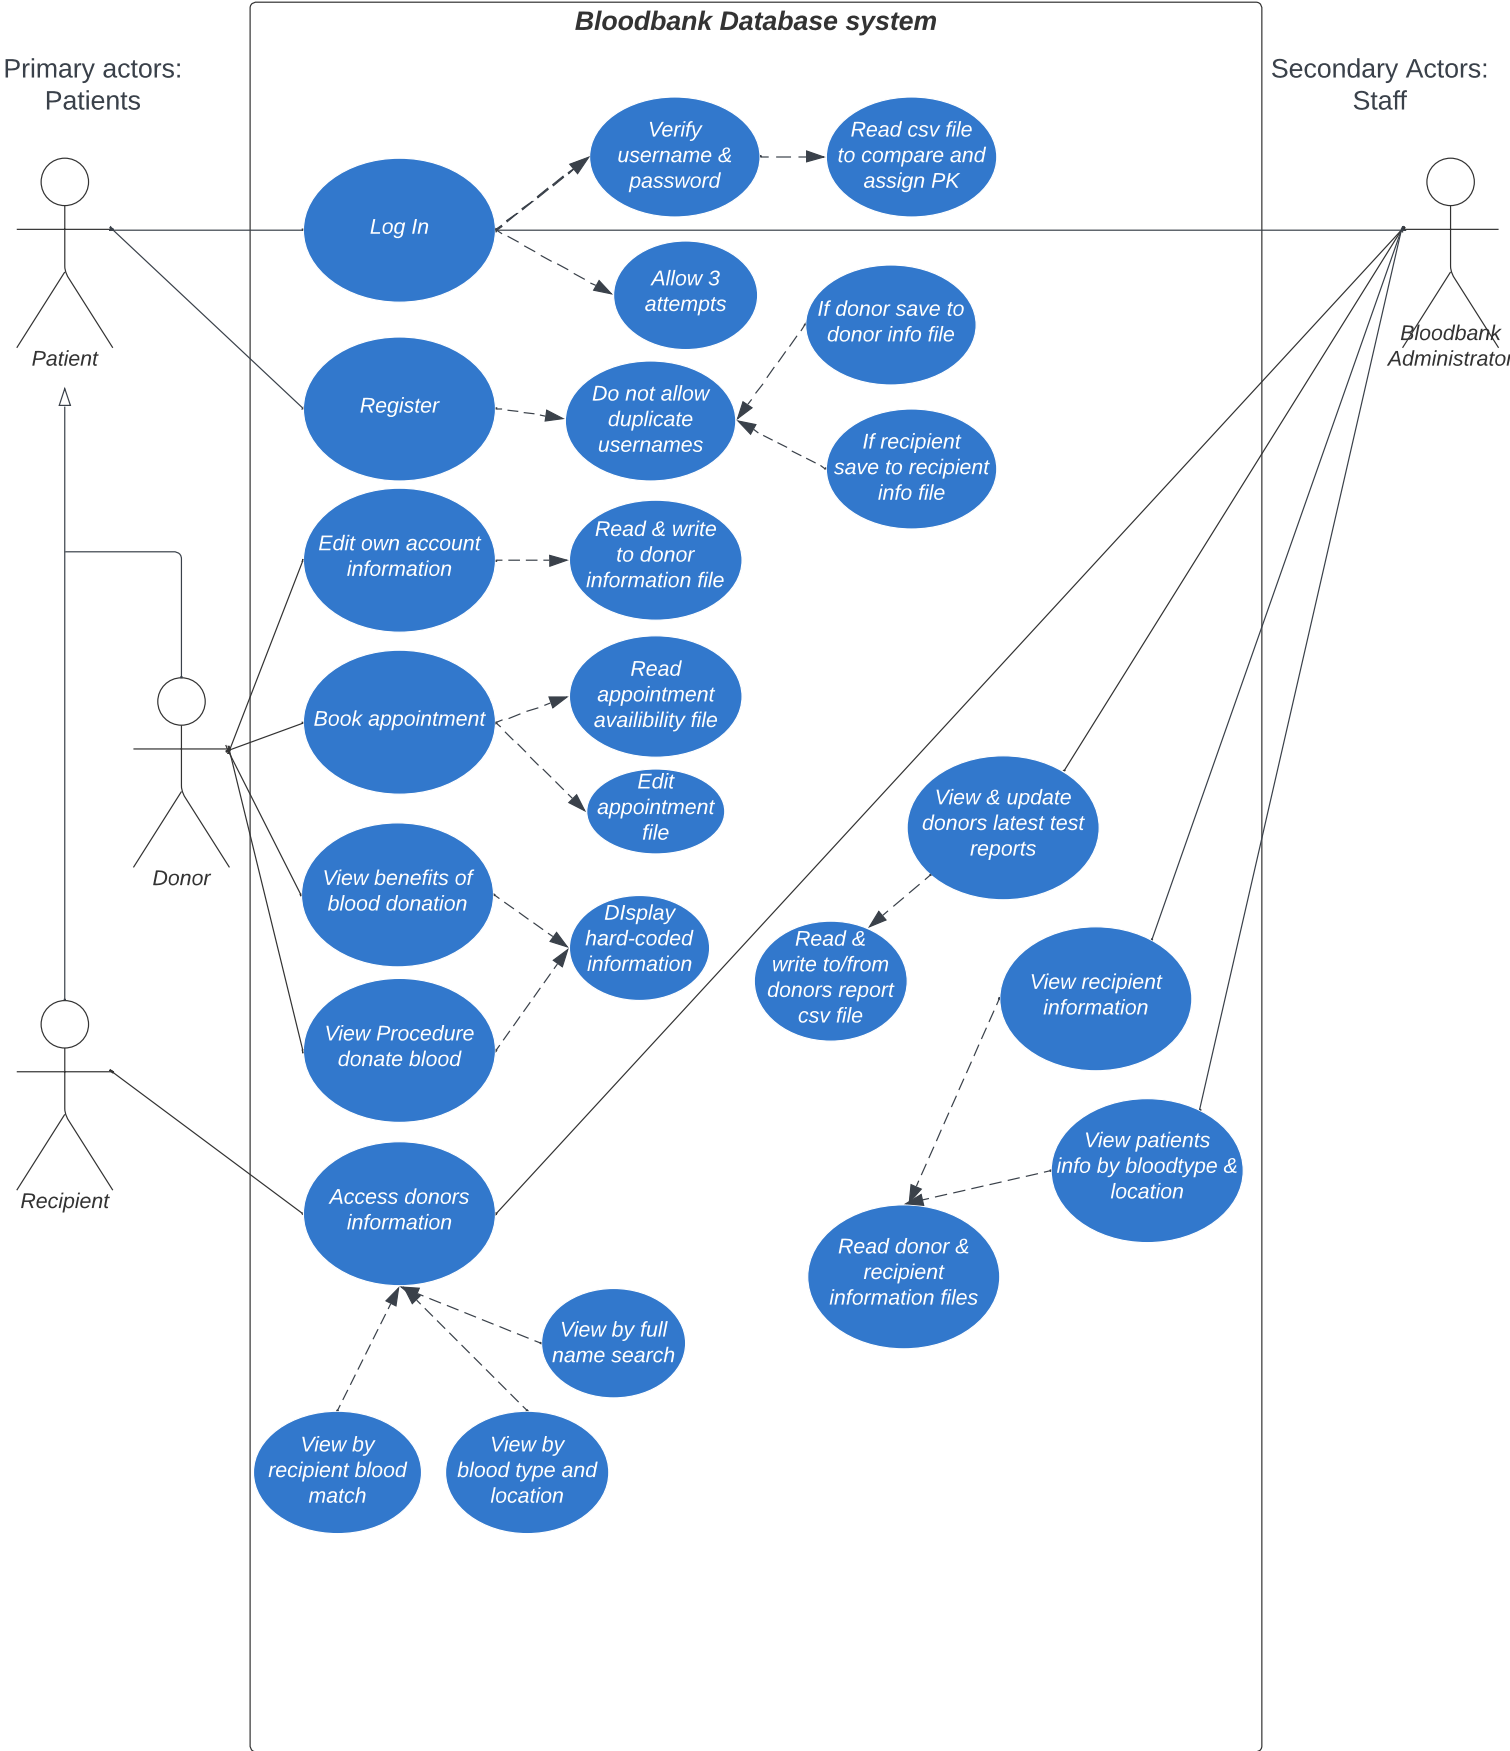 Bloodbank Database system
Primary actors:
Patients
Secondary Actors:
Staff
Verify
username &
password
Read csv file
to compare and
assign PK
Log In
Allow 3
attempts
If donor save to
donor info file
Patient
Bloodbank
Administrator
Register
Do not allow
duplicate
usernames
If recipient
save to recipient
info file
Edit own account
information
Read & write
to donor
information file
Book appointment
Read
appointment
availibility file
Edit
appointment
file
Donor
View & update
donors latest test
reports
View benefits of
blood donation
DIsplay
hard-coded
information
Read &
write to/from
donors report
csv file
View recipient
information
View Procedure
donate blood
Recipient
Access donors
information
View patients
info by bloodtype &
location
Read donor &
recipient
information files
View by full
name search
View by
recipient blood
match
View by
blood type and
location